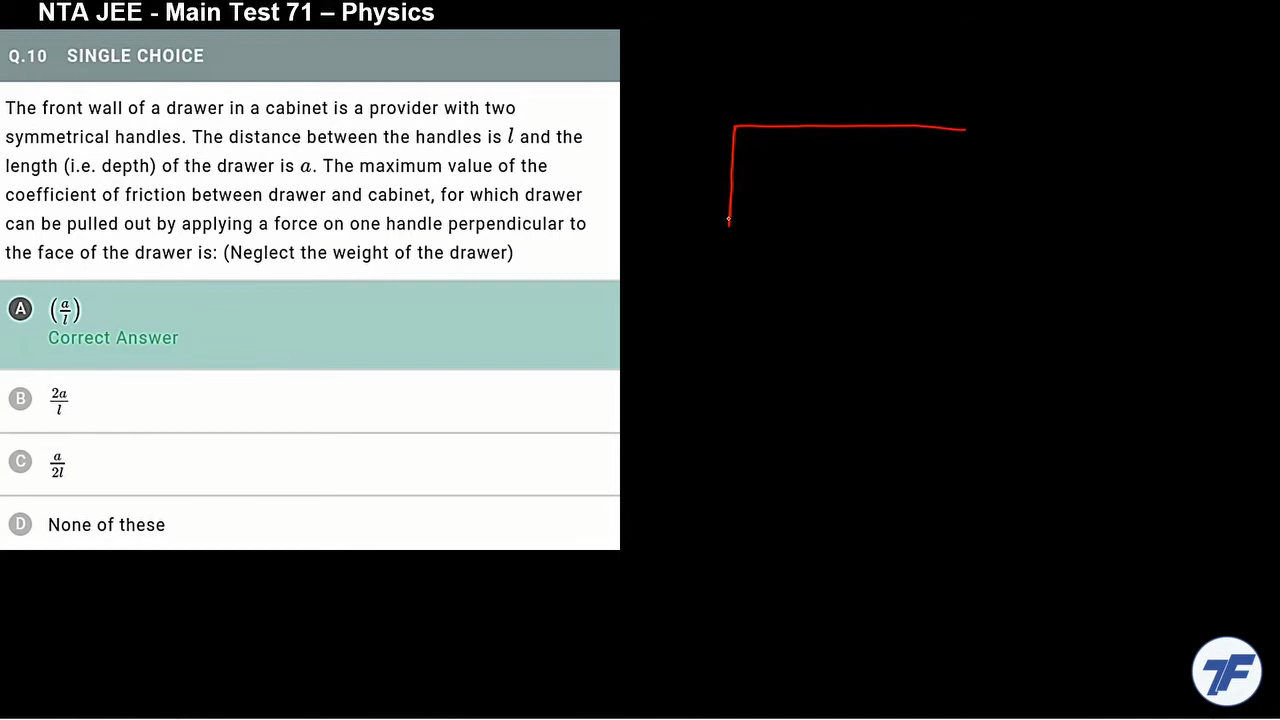 NTA JEE - Main Test 71 – Physics
Q.10 SINGLE CHOICE
The front wall of a drawer in a cabinet is a provider with two
symmetrical handles. The distance between the handles is l and the
length (i.e. depth) of the drawer is a. The maximum value of the
coefficient of friction between drawer and cabinet, for which drawer
can be pulled out by applying a force on one handle perpendicular to
the face of the drawer is: (Neglect the weight of the drawer)
A (a/l)
Correct Answer
B 2a/l
C a/2l
D None of these
TF